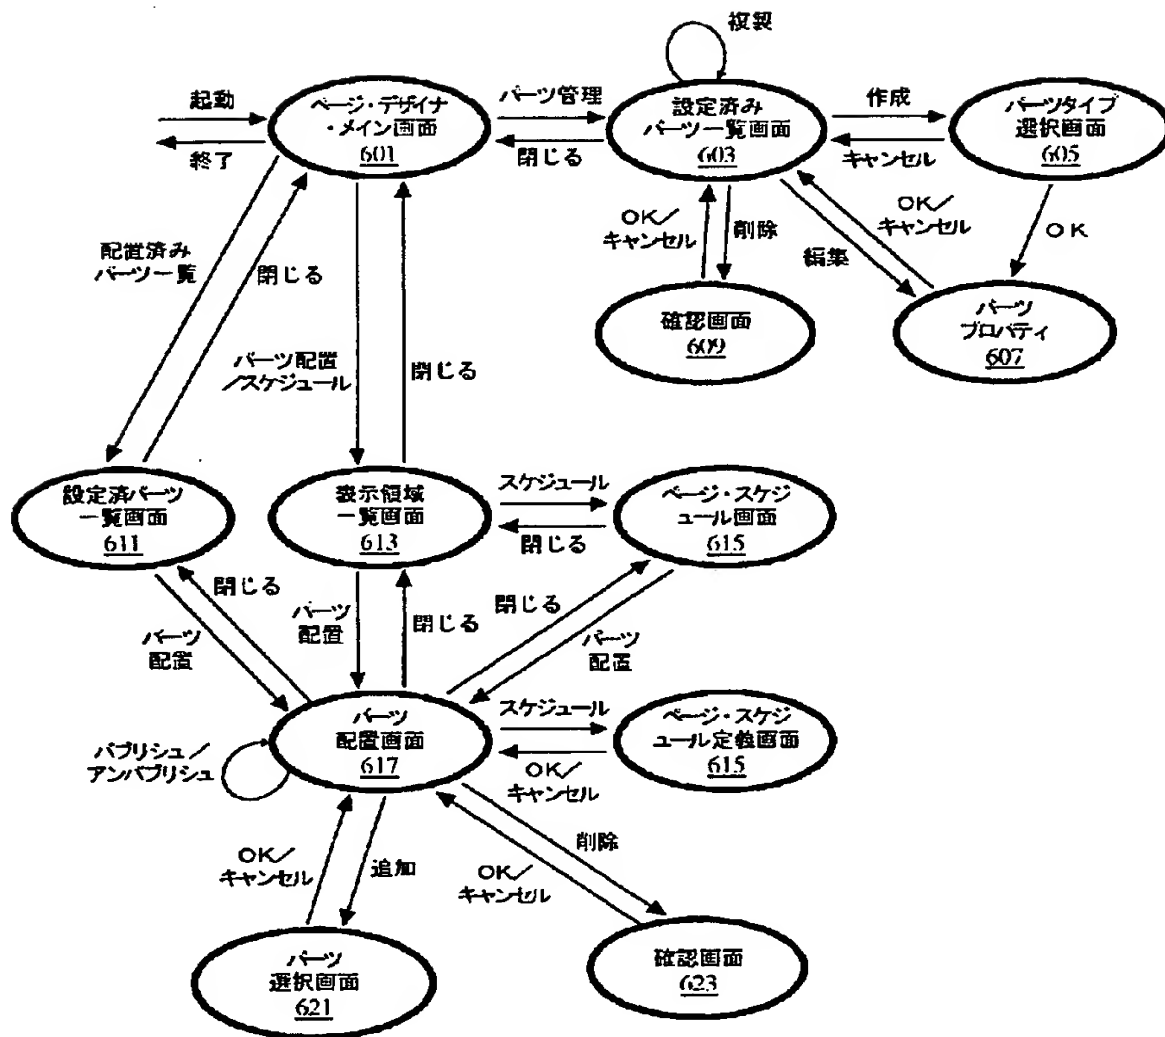 複製
起動
終了
ページ・デザイナ
・メイン画面
601
パーツ管理
閉じる
設定済み
パーツ一覧画面
603
作成
キャンセル
パーツタイプ
選択画面
605
配置済み
パーツ一覧
閉じる
OK／
キャンセル
削除
OK／
キャンセル
編集
OK
確認画面
609
パーツ
プロパティ
607
パーツ配置
／スケジュール
閉じる
設定済パーツ
一覧画面
611
表示領域
一覧画面
613
スケジュール
閉じる
ページ・スケジ
ュール画面
615
閉じる
パーツ
配置
パーツ
配置
閉じる
閉じる
パーツ
配置
パブリシュ／
アンパブリシュ
パーツ
配置画面
617
スケジュール
OK／
キャンセル
ページ・スケジ
ュール定義画面
615
OK／
キャンセル
追加
OK／
キャンセル
削除
パーツ
選択画面
621
確認画面
623